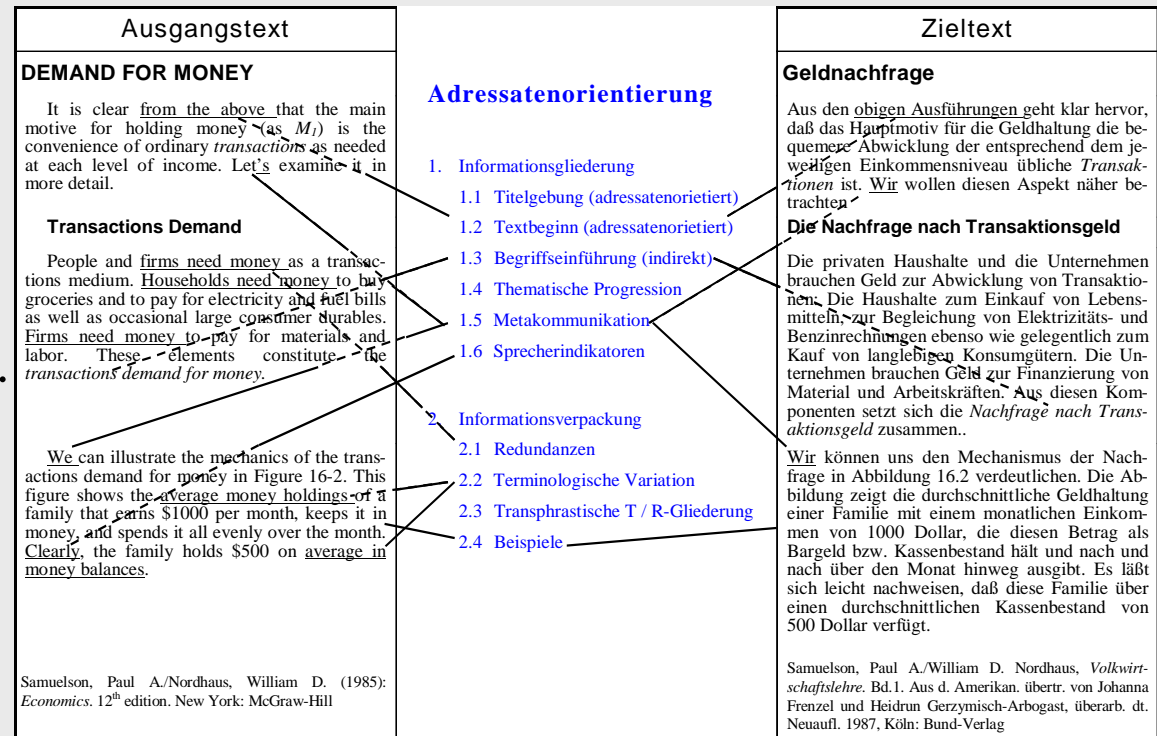 Ausgangstext
DEMAND FOR MONEY
It is clear from the above that the main
motive for holding money (as M1) is the
convenience of ordinary transactions as needed
at each level of income. Let's examine it in
more detail.
Transactions Demand
People and firms need money as a transac-
tions medium. Households need money to buy
groceries and to pay for electricity and fuel bills
as well as occasional large consumer durables.
Firms need money to pay for materials and
labor. These elements constitute the
transactions demand for money.
We can illustrate the mechanics of the trans-
actions demand for money in Figure 16-2. This
figure shows the average money holdings of a
family that earns $1000 per month, keeps it in
money, and spends it all evenly over the month.
Clearly, the family holds $500 on average in
money balances.
Samuelson, Paul A./Nordhaus, William D. (1985):
Economics. 12th edition. New York: McGraw-Hill
Adressatenorientierung
1. Informationsgliederung
1.1 Titelgebung (adressatenorietiert)
1.2 Textbeginn (adressatenorietiert)
1.3 Begriffseinführung (indirekt)
1.4 Thematische Progression
1.5 Metakommunikation
1.6 Sprecherindikatoren
2. Informationsverpackung
2.1 Redundanzen
2.2 Terminologische Variation
2.3 Transphrastische T / R-Gliederung
2.4 Beispiele
Zieltext
Geldnachfrage
Aus den obigen Ausführungen geht klar hervor,
daß das Hauptmotiv für die Geldhaltung die be-
quemere Abwicklung der entsprechend dem je-
weiligen Einkommensniveau übliche Transak-
tionen ist. Wir wollen diesen Aspekt näher be-
trachten
Die Nachfrage nach Transaktionsgeld
Die privaten Haushalte und die Unternehmen
brauchen Geld zur Abwicklung von Transaktio-
nen. Die Haushalte zum Einkauf von Lebens-
mitteln, zur Begleichung von Elektrizitäts- und
Benzinrechnungen ebenso wie gelegentlich zum
Kauf von langlebigen Konsumgütern. Die Un-
ternehmen brauchen Geld zur Finanzierung von
Material und Arbeitskräften. Aus diesen Kom-
ponenten setzt sich die Nachfrage nach Trans-
aktionsgeld zusammen..
Wir können uns den Mechanismus der Nach-
frage in Abbildung 16.2 verdeutlichen. Die Ab-
bildung zeigt die durchschnittliche Geldhaltung
einer Familie mit einem monatlichen Einkom-
men von 1000 Dollar, die diesen Betrag als
Bargeld bzw. Kassenbestand hält und nach und
nach über den Monat hinweg ausgibt. Es läßt
sich leicht nachweisen, daß diese Familie über
einen durchschnittlichen Kassenbestand von
500 Dollar verfügt.
Samuelson, Paul A./William D. Nordhaus, Volkwirt-
schaftslehre. Bd.1. Aus d. Amerikan. übertr. von Johanna
Frenzel und Heidrun Gerzymisch-Arbogast, überarb. dt.
Neuaufl. 1987, Köln: Bund-Verlag